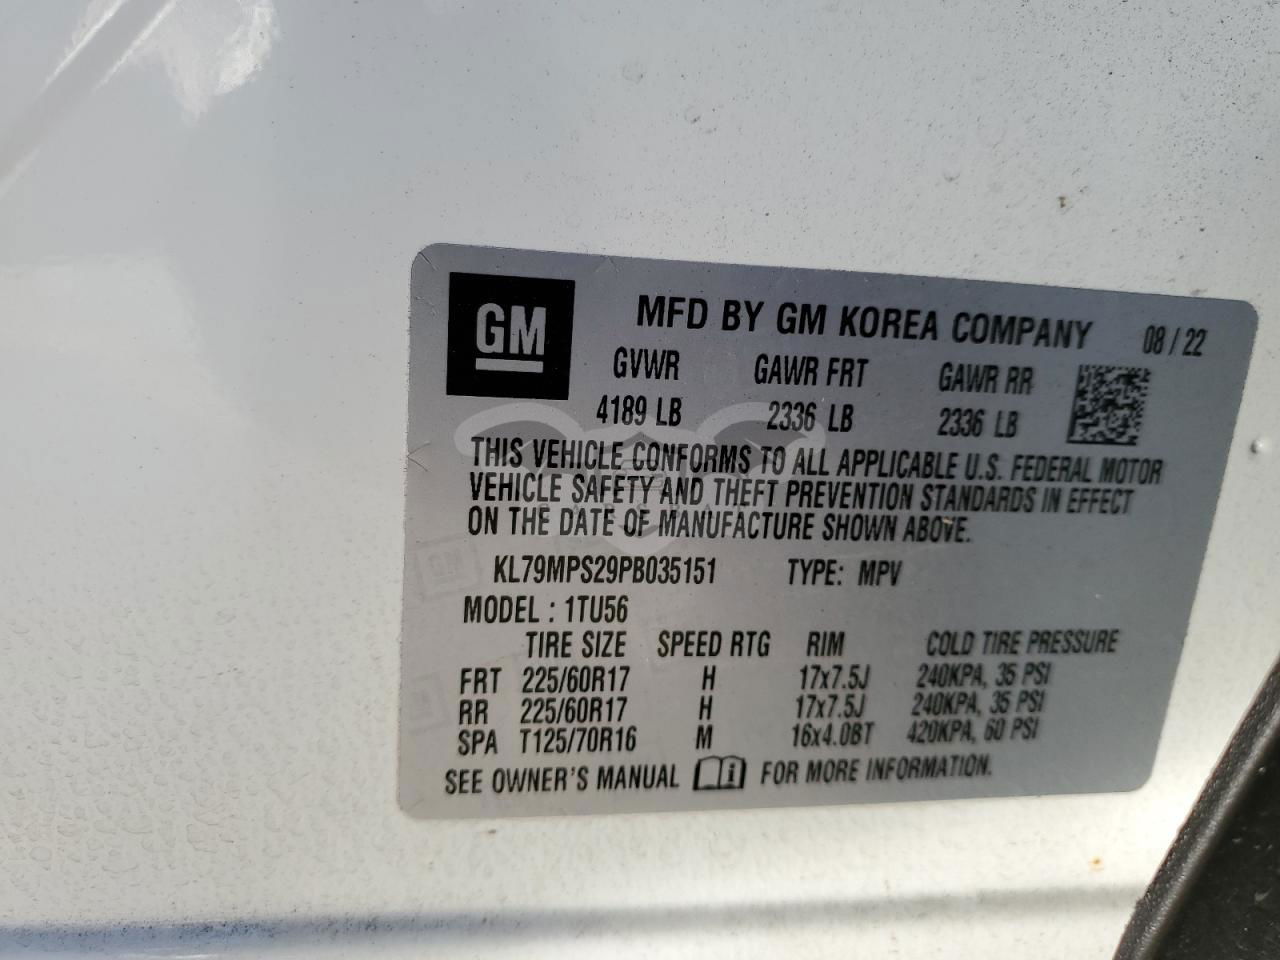 GM MFD BY GM KOREA COMPANY 08/22
GVWR GAWR FRT GAWR RR
4189 LB 2336 LB 2336 LB
THIS VEHICLE CONFORMS TO ALL APPLICABLE U.S. FEDERAL MOTOR
VEHICLE SAFETY AND THEFT PREVENTION STANDARDS IN EFFECT
ON THE DATE OF MANUFACTURE SHOWN ABOVE.
KL79MPS29PB035151 TYPE: MPV
MODEL : 1TU56
TIRE SIZE SPEED RTG RIM COLD TIRE PRESSURE
FRT 225/60R17 H 17x7.5J 240KPA, 35 PSI
RR 225/60R17 H 17x7.5J 240KPA, 35 PSI
SPA T125/70R16 M 16x4.0BT 420KPA, 60 PSI
SEE OWNER'S MANUAL i FOR MORE INFORMATION.